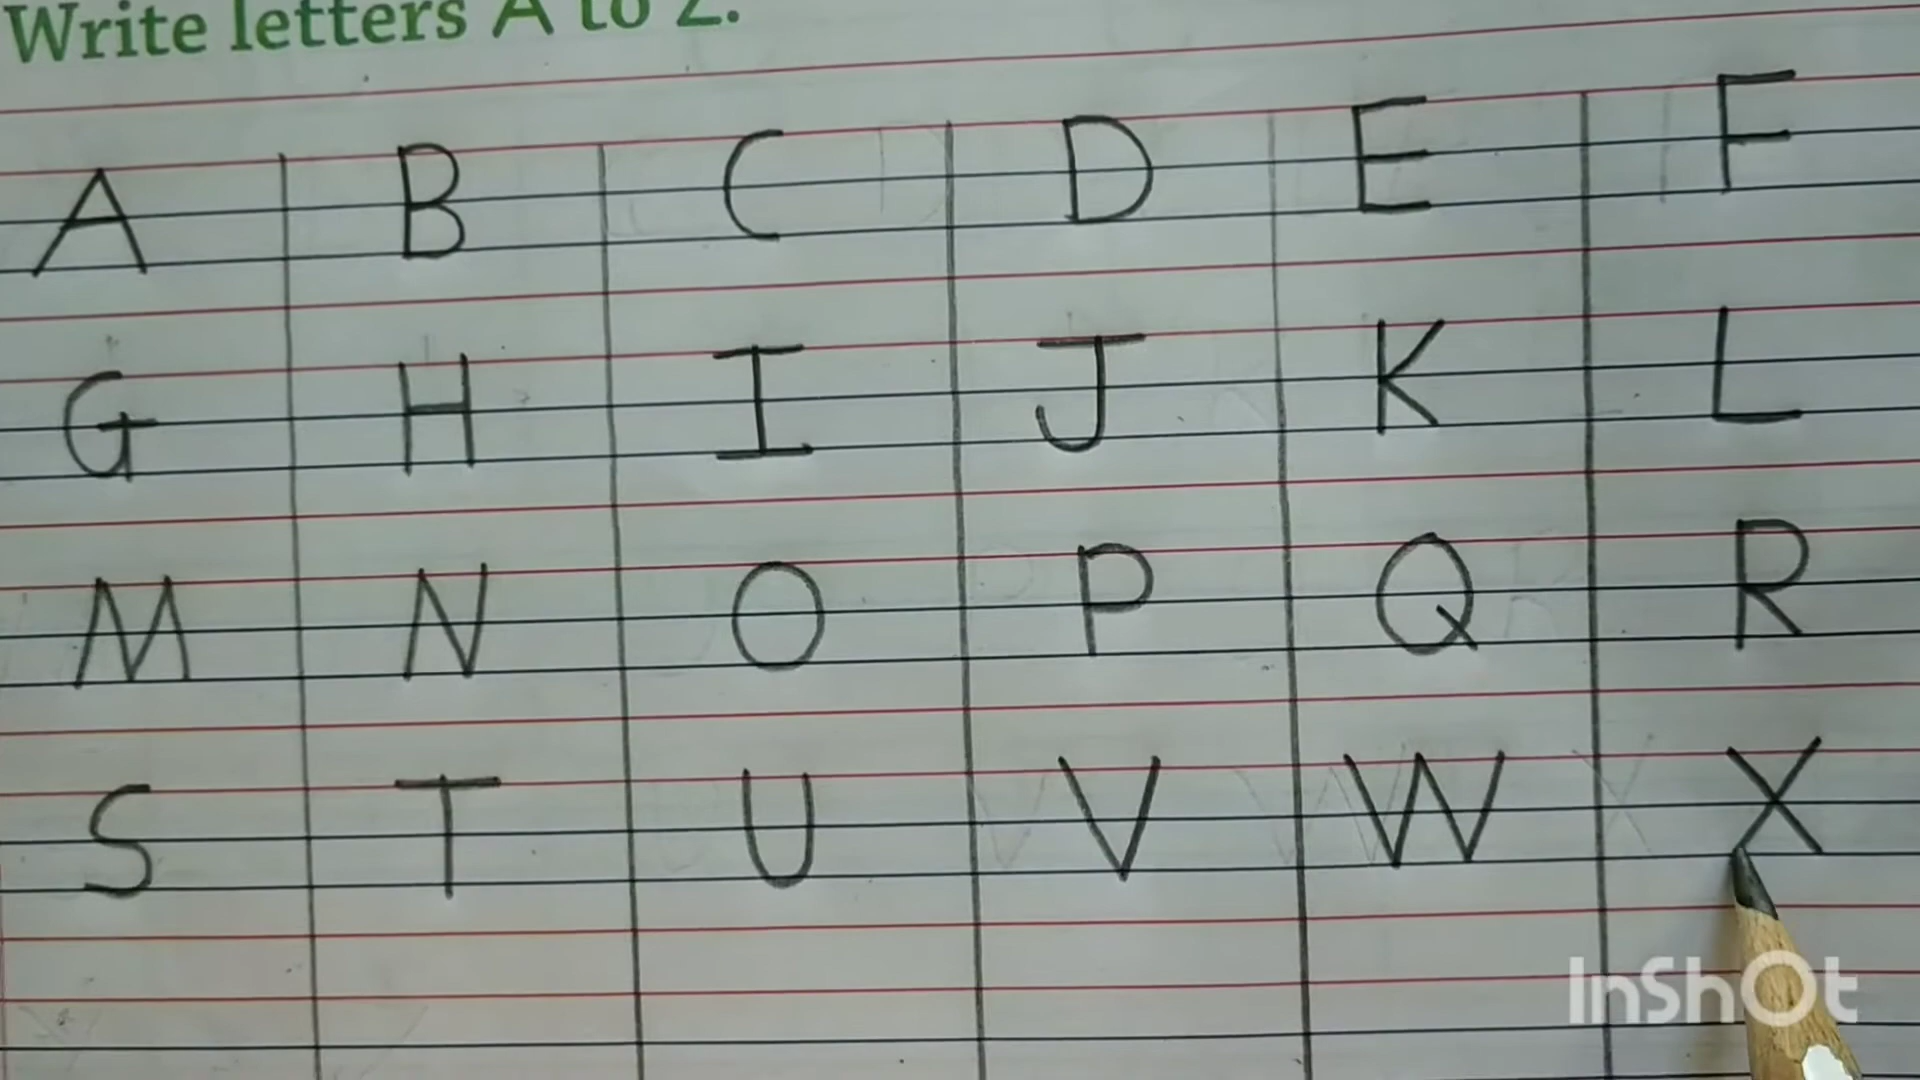 Write letters A to Z.
A B C D E F
G H I J K L
M N O P Q R
S T U V W X
InShOt